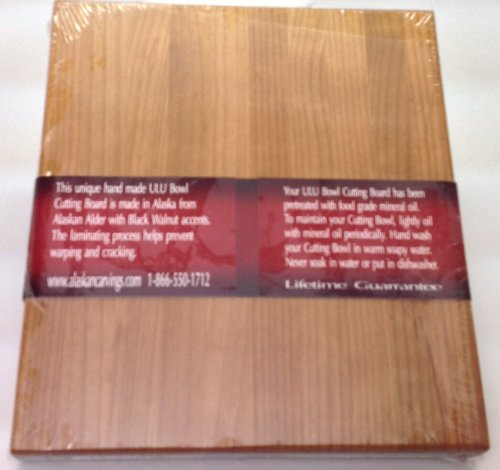 This unique hand made ULU Bowl
Cutting Board is made in Alaska from
Alaskan Alder with Black Walnut accents.
The laminating process helps prevent
warping and cracking.
www.alaskancarvings.com 1-866-550-1712
Your ULU Bowl Cutting Board has been
pretreated with food grade mineral oil.
To maintain your Cutting Bowl, lightly oil
with mineral oil periodically. Hand wash
your Cutting Bowl in warm soapy water.
Never soak in water or put in dishwasher.
Lifetime Guarrantee